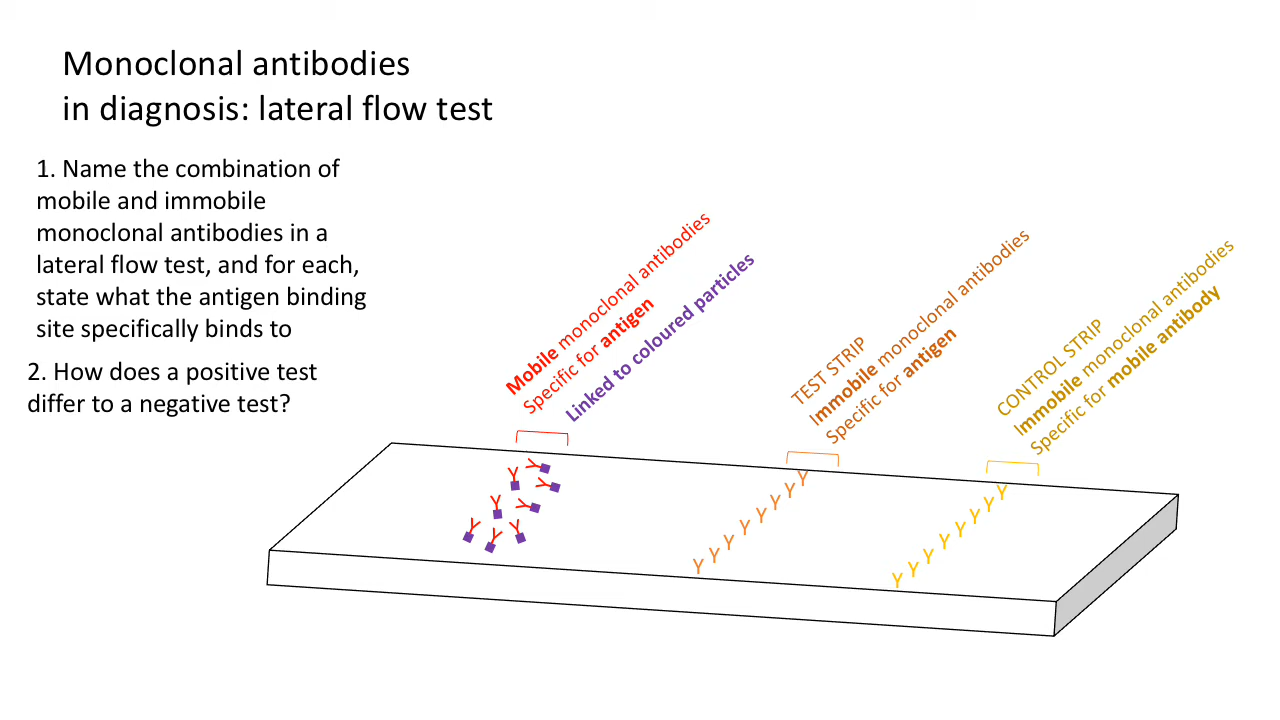 Monoclonal antibodies
in diagnosis: lateral flow test
1. Name the combination of
mobile and immobile
monoclonal antibodies in a
lateral flow test, and for each,
state what the antigen binding
site specifically binds to
2. How does a positive test
differ to a negative test?
Mobile monoclonal antibodies
Specific for antigen
Linked to coloured particles
TEST STRIP
Immobile monoclonal antibodies
Specific for antigen
CONTROL STRIP
Immobile monoclonal antibodies
Specific for mobile antibody